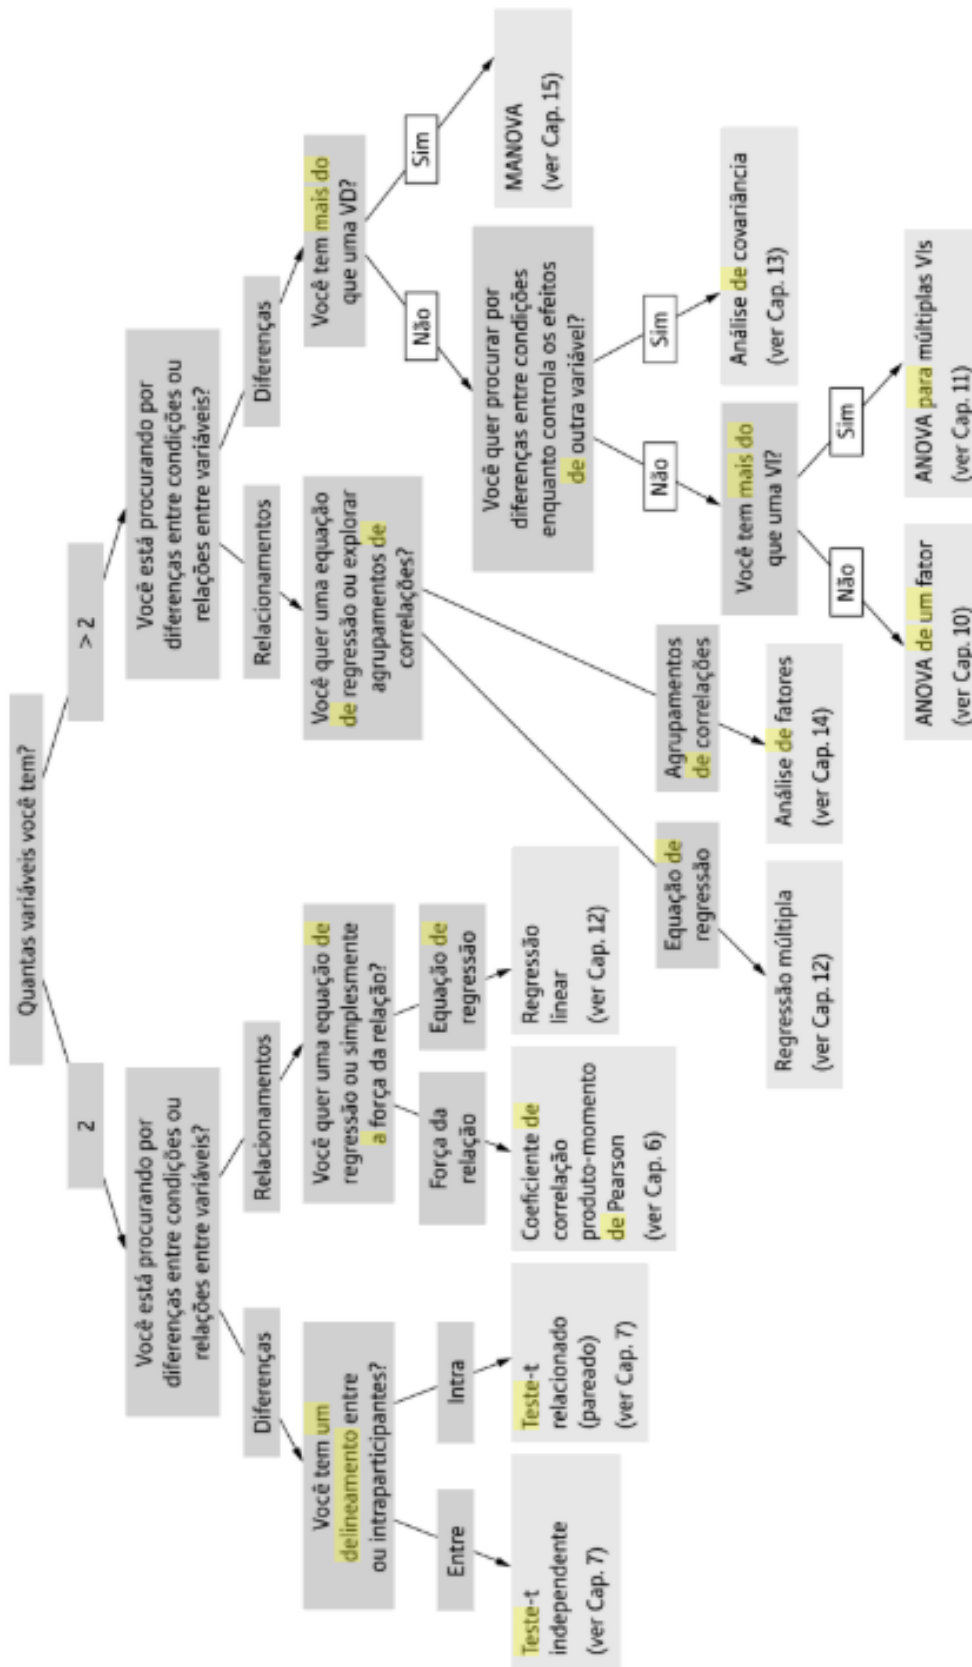 Quantas variáveis você tem?
2
> 2
Você está procurando por
diferenças entre condições ou
relações entre variáveis?
Você está procurando por
diferenças entre condições ou
relações entre variáveis?
Diferenças
Relacionamentos
Relacionamentos
Diferenças
Você tem um
delineamento entre
ou intraparticipantes?
Você quer uma equação de
regressão ou simplesmente
a força da relação?
Você quer uma equação
de regressão ou explorar
agrupamentos de
correlações?
Você tem mais do
que uma VD?
Entre
Intra
Força da
relação
Equação de
regressão
Não
Sim
Teste-t
independente
(ver Cap. 7)
Teste-t
relacionado
(pareado)
(ver Cap. 7)
Coeficiente de
correlação
produto-momento
de Pearson
(ver Cap. 6)
Regressão
linear
(ver Cap. 12)
Você quer procurar por
diferenças entre condições
enquanto controla os efeitos
de outra variável?
MANOVA
(ver Cap. 15)
Equação de
regressão
Agrupamentos
de correlações
Não
Sim
Regressão múltipla
(ver Cap. 12)
Análise de fatores
(ver Cap. 14)
Você tem mais do
que uma VI?
Análise de covariância
(ver Cap. 13)
Não
Sim
ANOVA de um fator
(ver Cap. 10)
ANOVA para múltiplas VIs
(ver Cap. 11)